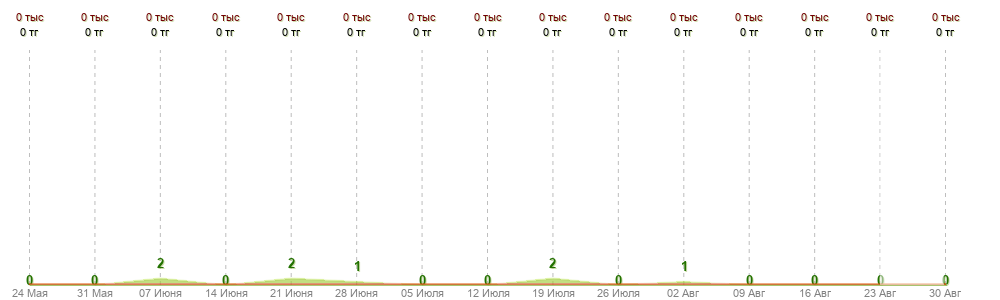 0 тыс 0 тыс 0 тыс 0 тыс 0 тыс 0 тыс 0 тыс 0 тыс 0 тыс 0 тыс 0 тыс 0 тыс 0 тыс 0 тыс 0 тыс
0 тг 0 тг 0 тг 0 тг 0 тг 0 тг 0 тг 0 тг 0 тг 0 тг 0 тг 0 тг 0 тг 0 тг 0 тг
0 0 2 0 2 1 0 0 2 0 1 0 0 0 0
24 Мая 31 Мая 07 Июня 14 Июня 21 Июня 28 Июня 05 Июля 12 Июля 19 Июля 26 Июля 02 Авг 09 Авг 16 Авг 23 Авг 30 Авг